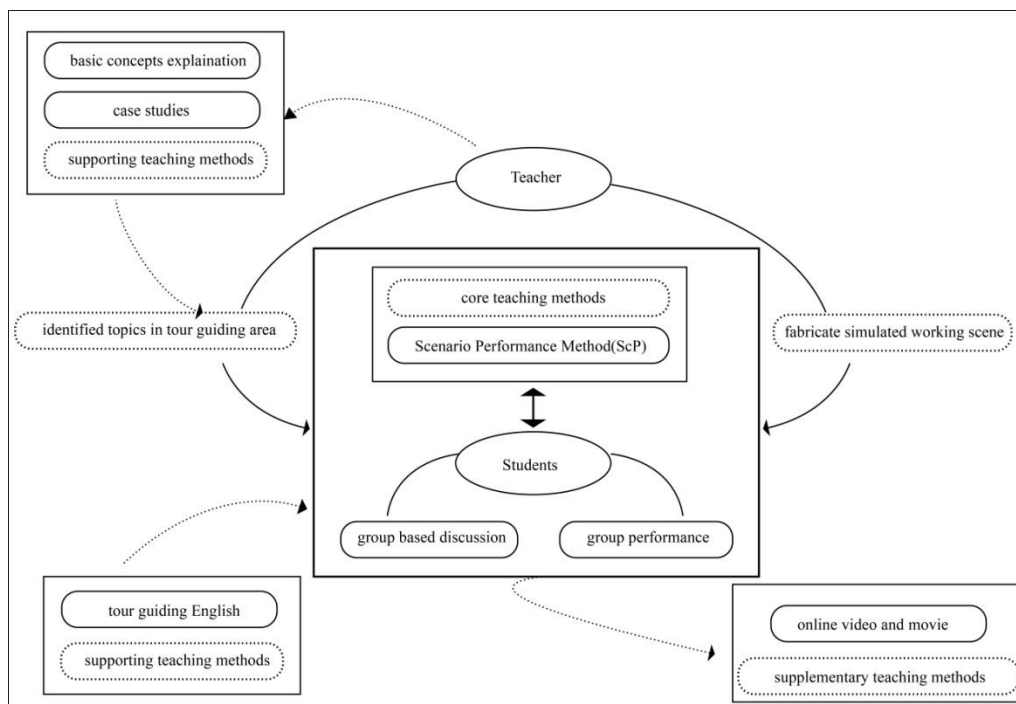 basic concepts explaination
case studies
supporting teaching methods
Teacher
core teaching methods
identified topics in tour guiding area
Scenario Performance Method(ScP)
fabricate simulated working scene
Students
group based discussion
group performance
tour guiding English
supporting teaching methods
online video and movie
supplementary teaching methods